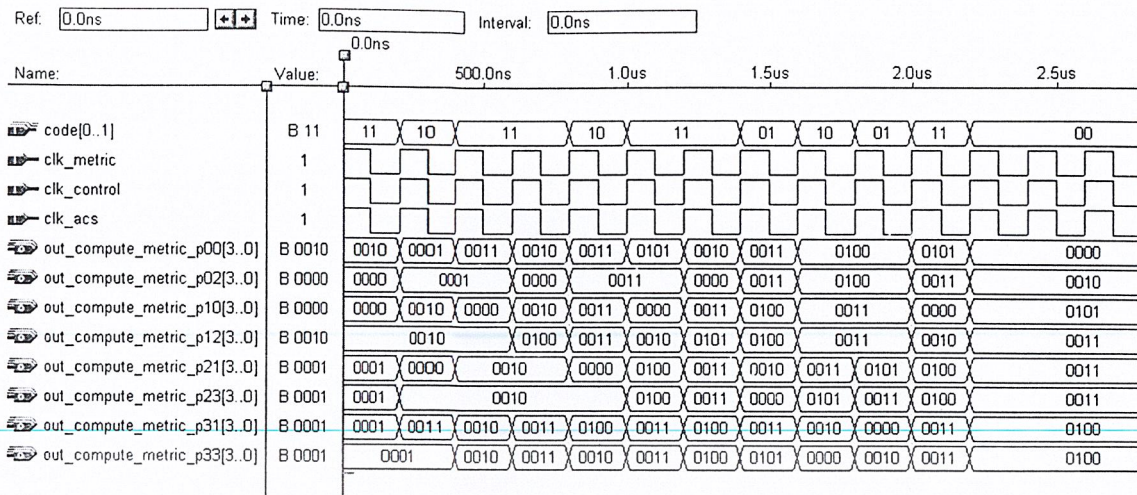 Ref: 0.0ns Time: 0.0ns Interval: 0.0ns
0.0ns
Name: Value: 500.0ns 1.0us 1.5us 2.0us 2.5us
code[0..1] B 11 11 10 11 10 11 01 10 01 11 00
clk_metric 1
clk_control 1
clk_acs 1
out_compute_metric_p00[3..0] B 0010 0010 0001 0011 0010 0011 0101 0010 0011 0100 0101 0000
out_compute_metric_p02[3..0] B 0000 0000 0001 0000 0011 0000 0011 0100 0011 0010
out_compute_metric_p10[3..0] B 0000 0000 0010 0000 0010 0011 0000 0011 0100 0011 0000 0101
out_compute_metric_p12[3..0] B 0010 0010 0100 0011 0010 0101 0100 0011 0010 0011
out_compute_metric_p21[3..0] B 0001 0001 0000 0010 0000 0100 0011 0010 0011 0101 0100 0011
out_compute_metric_p23[3..0] B 0001 0001 0010 0100 0011 0000 0101 0011 0100 0011
out_compute_metric_p31[3..0] B 0001 0001 0011 0010 0011 0100 0011 0100 0011 0010 0000 0011 0100
out_compute_metric_p33[3..0] B 0001 0001 0010 0011 0010 0011 0100 0101 0000 0010 0011 0100